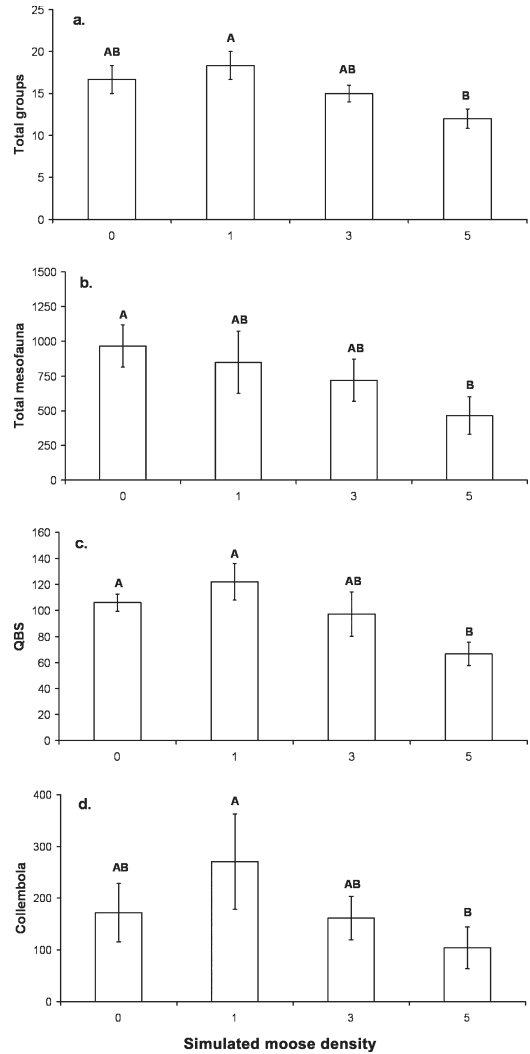 a.
Total groups
25
20
15
10
5
0
AB
A
AB
B
0 1 3 5
b.
Total mesofauna
1500
1250
1000
750
500
250
0
A
AB
AB
B
0 1 3 5
c.
QBS
160
140
120
100
80
60
40
20
0
A
A
AB
B
0 1 3 5
d.
Collembola
400
300
200
100
0
AB
A
AB
B
0 1 3 5
Simulated moose density